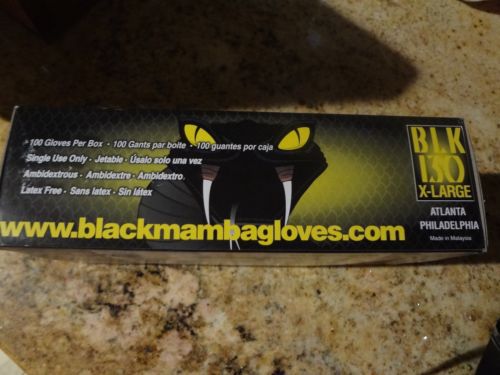 100 Gloves Per Box • 100 Gants par boîte • 100 guantes por caja
Single Use Only • Jetable • Úsalo solo una vez
Ambidextrous • Ambidextre • Ambidextro
Latex Free • Sans latex • Sin látex
www.blackmambagloves.com
BLK
130
X-LARGE
ATLANTA
PHILADELPHIA
Made in Malaysia